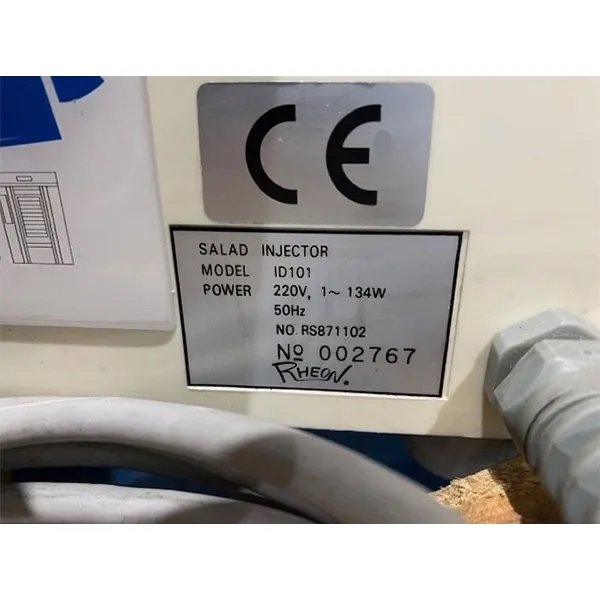 CE
SALAD INJECTOR
MODEL ID101
POWER 220V, 1~ 134W
50Hz
NO. RS871102
№ 002767
RHEON.